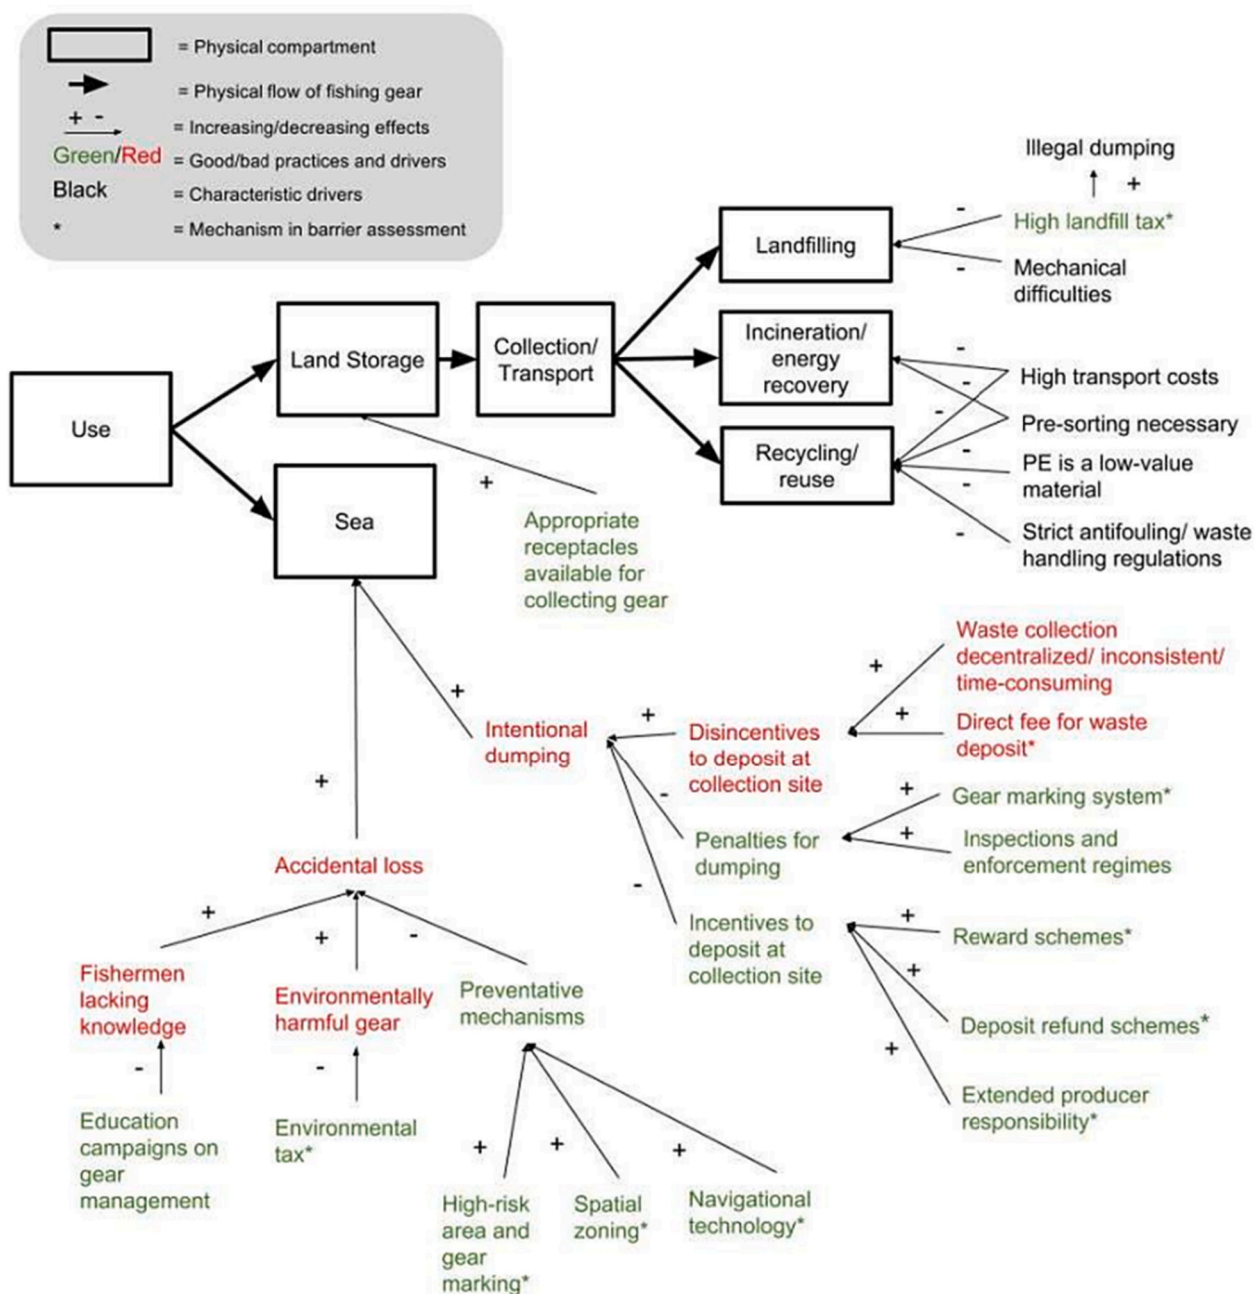 = Physical compartment
= Physical flow of fishing gear
+ -
= Increasing/decreasing effects
Green/Red = Good/bad practices and drivers
Black = Characteristic drivers
* = Mechanism in barrier assessment
Illegal dumping
+
High landfill tax*
-
Landfilling
-
Mechanical
difficulties
Use
Land Storage
Collection/
Transport
Incineration/
energy
recovery
-
-
High transport costs
-
Pre-sorting necessary
Recycling/
reuse
-
PE is a low-value
material
-
-
Strict antifouling/ waste
handling regulations
Sea
+
Appropriate
receptacles
available for
collecting gear
Waste collection
decentralized/ inconsistent/
time-consuming
+
+
Direct fee for waste
deposit*
+
Intentional
dumping
+
Disincentives
to deposit at
collection site
-
Penalties for
dumping
+
Gear marking system*
+
Inspections and
enforcement regimes
-
Incentives to
deposit at
collection site
+
Reward schemes*
+
Deposit refund schemes*
+
Extended producer
responsibility*
+
Accidental loss
+
+
-
Fishermen
lacking
knowledge
Environmentally
harmful gear
Preventative
mechanisms
-
-
Education
campaigns on
gear
management
Environmental
tax*
+
+
+
High-risk
area and
gear
marking*
Spatial
zoning*
Navigational
technology*